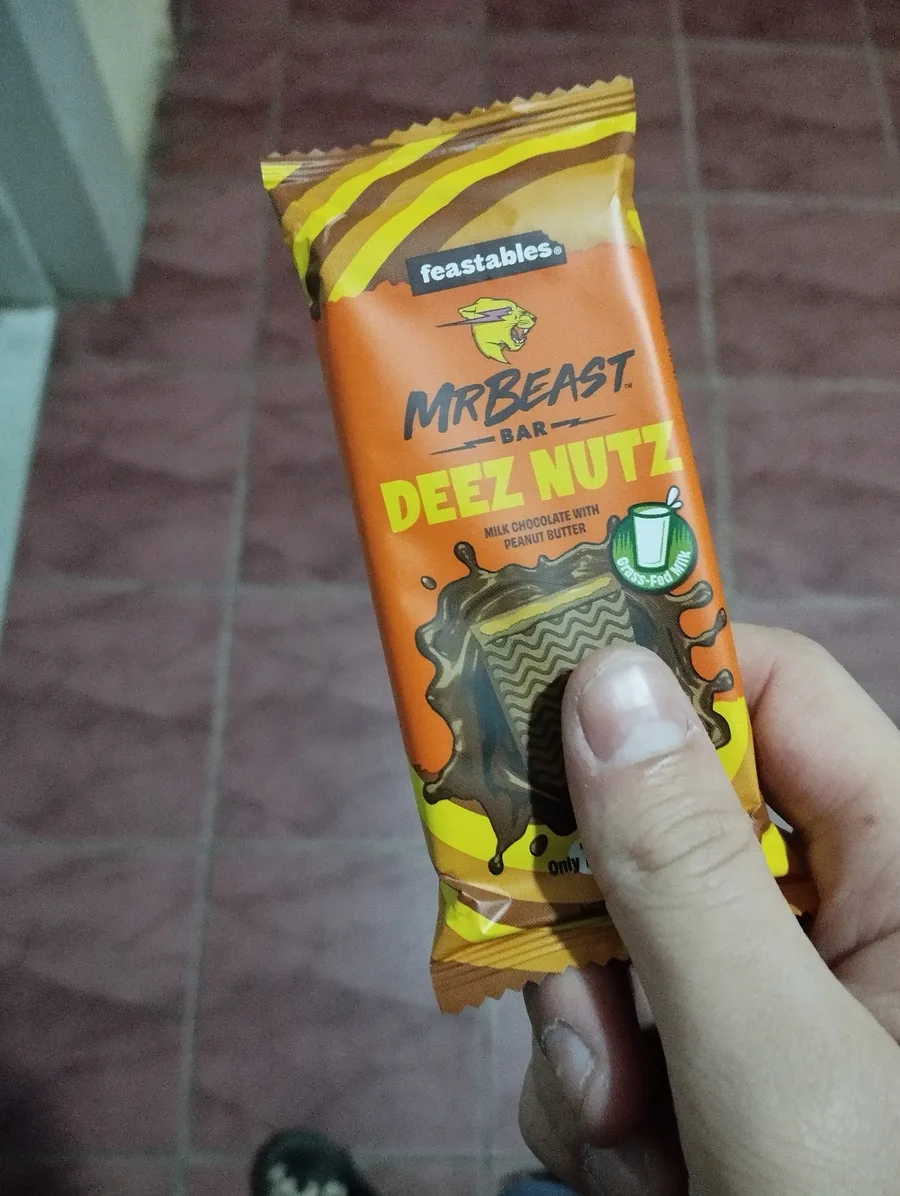 feastables®
MRBEAST™
BAR
DEEZ NUTZ
MILK CHOCOLATE WITH
PEANUT BUTTER
Grass-Fed Milk
Only